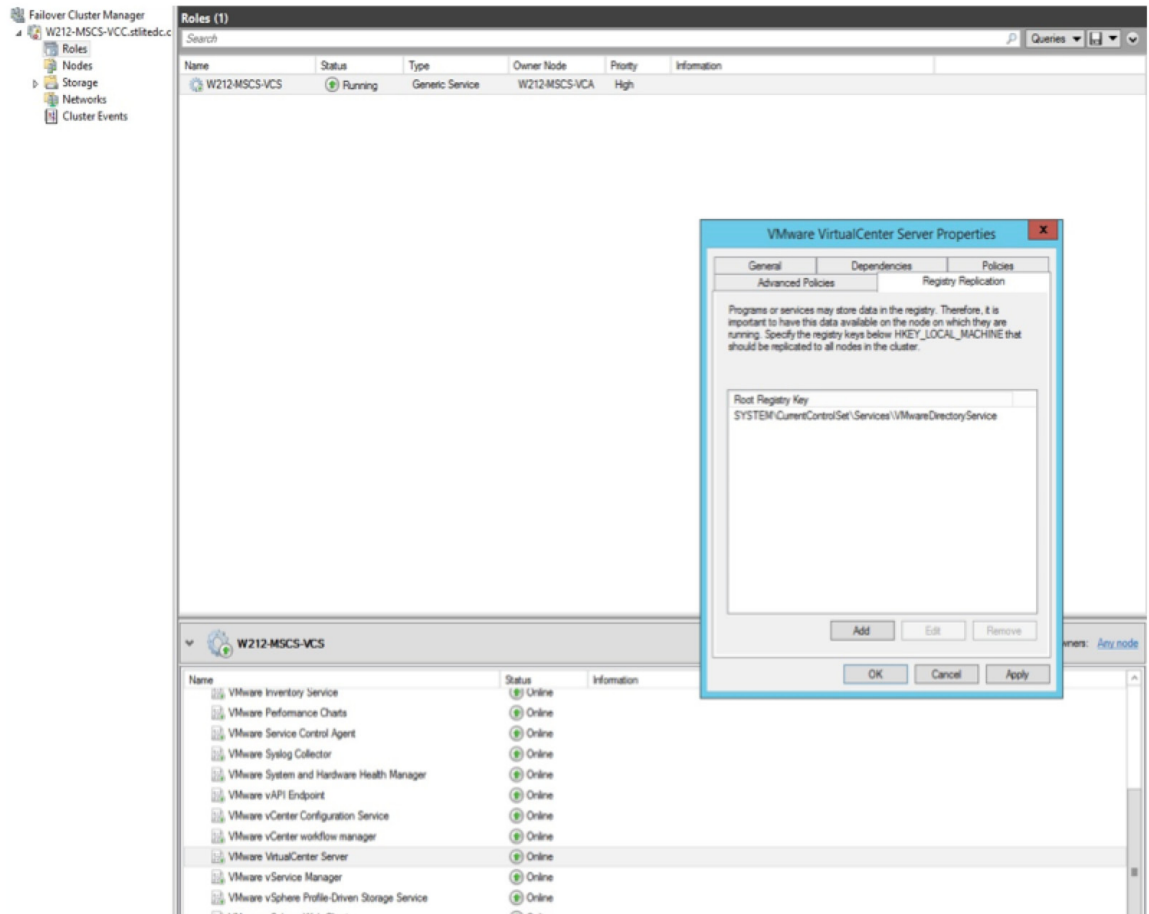 Failover Cluster Manager
W212-MSCS-VCC.stlitedc.c
Roles
Nodes
Storage
Networks
Cluster Events
Roles (1)
Search
Queries
Name Status Type Owner Node Priority Information
W212-MSCS-VCS Running Generic Service W212-MSCS-VCA High
VMware VirtualCenter Server Properties
x
General Dependencies Policies
Advanced Policies Registry Replication
Programs or services may store data in the registry. Therefore, it is
important to have this data available on the node on which they are
running. Specify the registry keys below HKEY_LOCAL_MACHINE that
should be replicated to all nodes in the cluster.
Root Registry Key
SYSTEM\CurrentControlSet\Services\VMwareDirectoryService
Add Edit Remove
OK Cancel Apply
W212-MSCS-VCS
wners: Any node
Name Status Information
VMware Inventory Service Online
VMware Performance Charts Online
VMware Service Control Agent Online
VMware Syslog Collector Online
VMware System and Hardware Health Manager Online
VMware vAPI Endpoint Online
VMware vCenter Configuration Service Online
VMware vCenter workflow manager Online
VMware VirtualCenter Server Online
VMware vService Manager Online
VMware vSphere Profile-Driven Storage Service Online